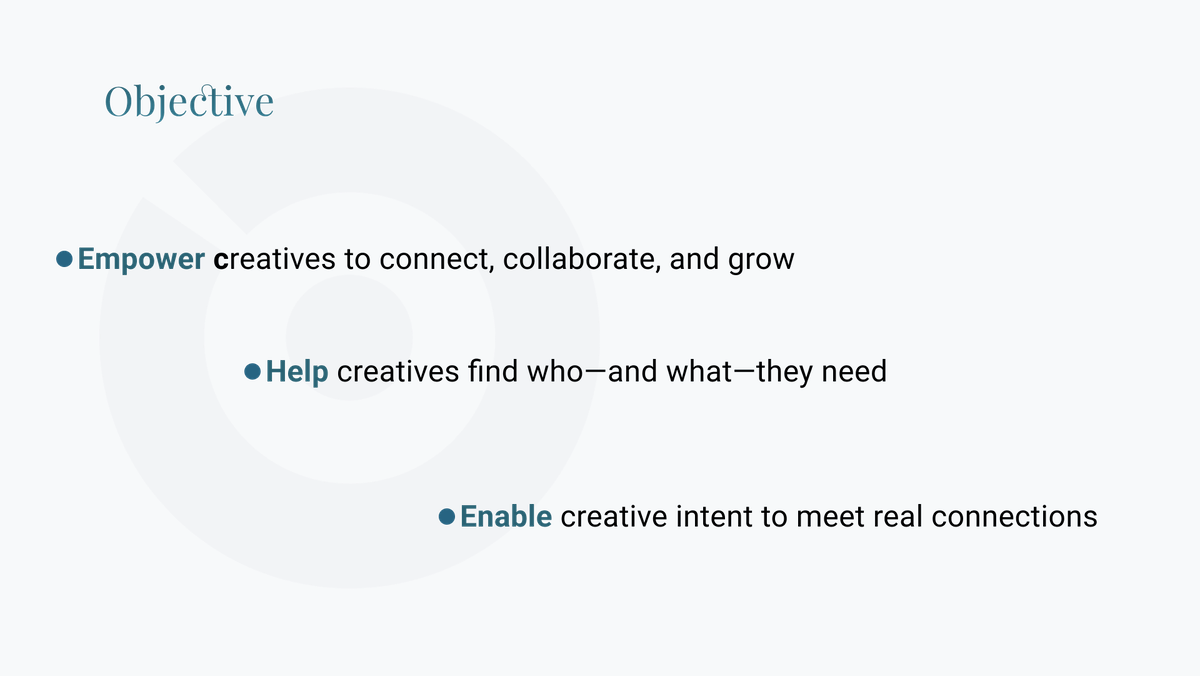 Objective
●Empower creatives to connect, collaborate, and grow
●Help creatives find who—and what—they need
●Enable creative intent to meet real connections